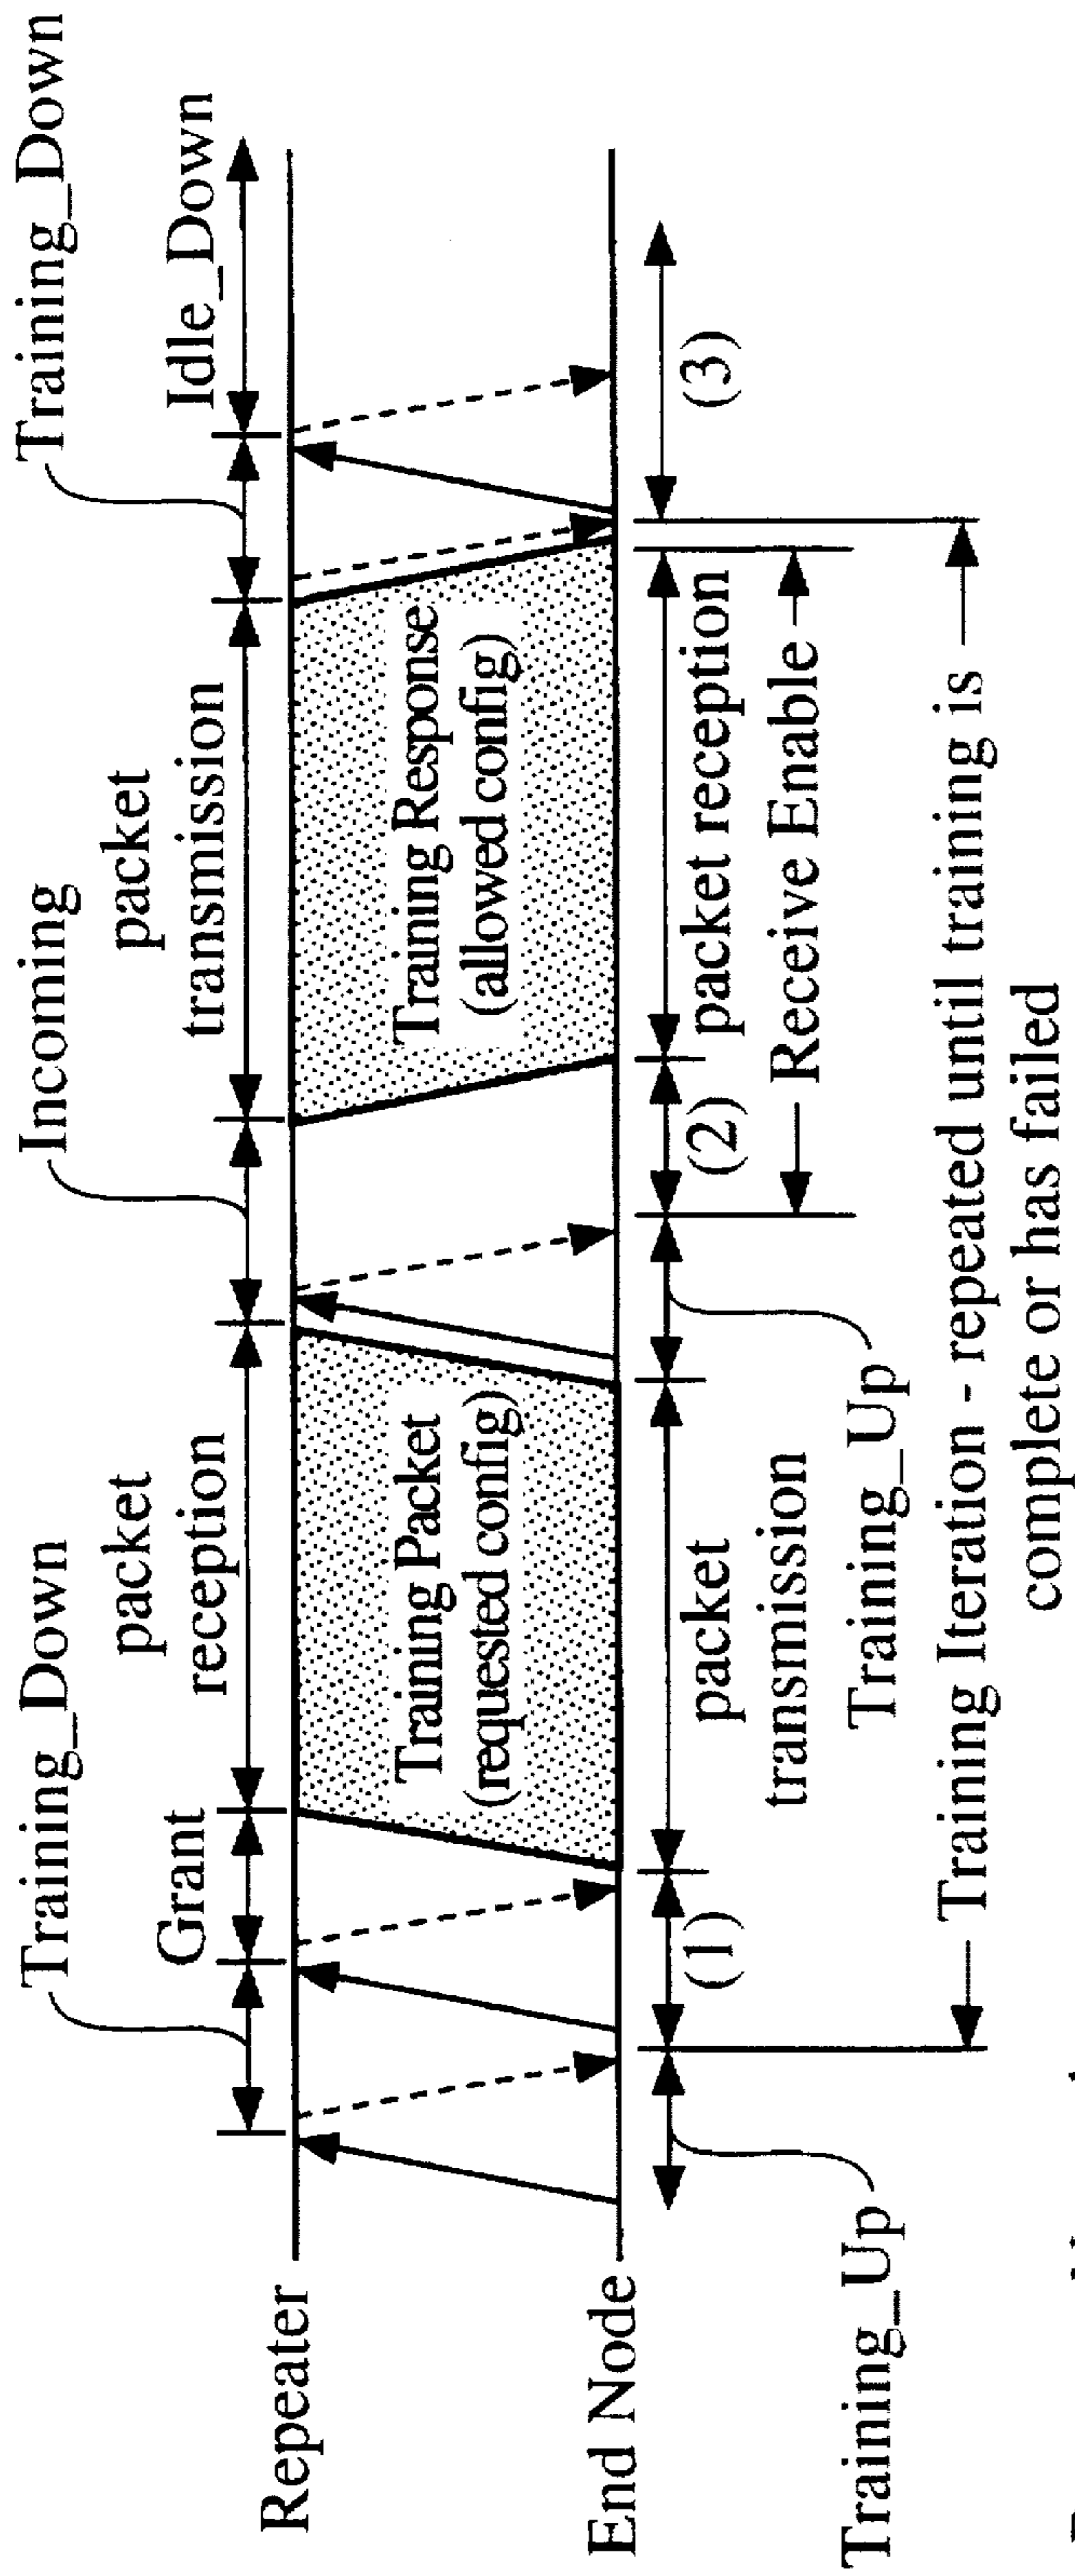 Training_Down
Incoming
Training_Down
Grant
packet
reception
packet
transmission
Idle_Down
Repeater
Training Packet
(requested config)
Training Response
(allowed config)
End Node
(1)
packet
transmission
(2)
packet reception
(3)
Receive Enable
Training_Up
Training_Up
Training Iteration - repeated until training is
complete or has failed